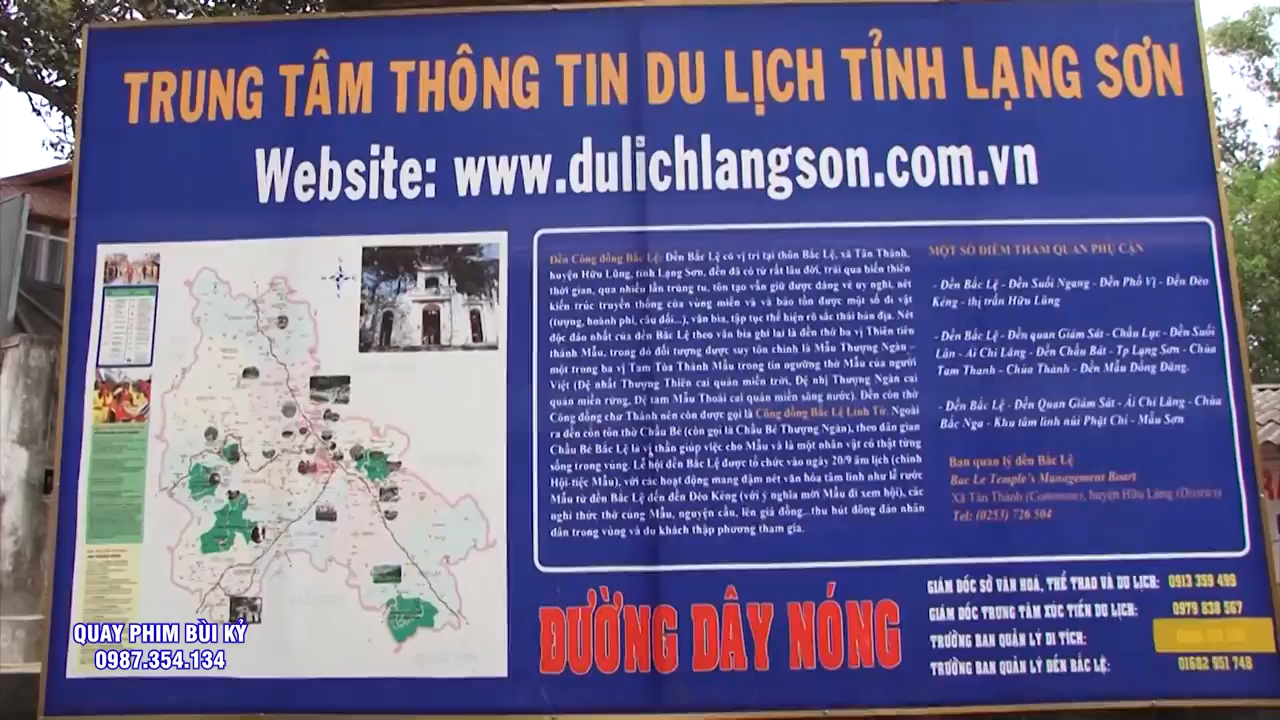 TRUNG TÂM THÔNG TIN DU LỊCH TỈNH LẠNG SƠN
Website: www.dulichlangson.com.vn
Đền Công đồng Bắc Lệ: Đền Bắc Lệ có vị trí tại thôn Bắc Lệ, xã Tân Thành,
huyện Hữu Lũng, tỉnh Lạng Sơn, đền đã có từ rất lâu đời, trải qua biến thiên
thời gian, qua nhiều lần trùng tu, tôn tạo vẫn giữ được dáng vẻ uy nghi, nét
kiến trúc truyền thống của vùng miền và và bảo tồn được một số di vật
(tượng, hoành phi, câu đối...), văn bia, tập tục thể hiện rõ sắc thái bản địa. Nét
độc đáo nhất của đền Bắc Lệ theo văn bia ghi lại là đền thờ ba vị Thiên tiên
thánh Mẫu, trong đó đối tượng được suy tôn chính là Mẫu Thượng Ngàn -
một trong ba vị Tam Tòa Thánh Mẫu trong tín ngưỡng thờ Mẫu của người
Việt (Đệ nhất Thượng Thiên cai quản miền trời, Đệ nhị Thượng Ngàn cai
quản miền rừng, Đệ tam Mẫu Thoải cai quản miền sông nước). Đền còn thờ
Công đồng chư Thánh nên còn được gọi là Công đồng Bắc Lệ Linh Từ. Ngoài
ra đền còn tôn thờ Chầu Bé (còn gọi là Chầu Bé Thượng Ngàn), theo dân gian
Chầu Bé Bắc Lệ là vị thần giúp việc cho Mẫu và là một nhân vật có thật từng
sống trong vùng. Lễ hội đền Bắc Lệ được tổ chức vào ngày 20/9 âm lịch (chính
Hội-tiệc Mẫu), với các hoạt động mang đậm nét văn hóa tâm linh như lễ rước
Mẫu từ đền Bắc Lệ đến đền Đèo Kẻng (với ý nghĩa mời Mẫu đi xem hội), các
nghi thức thờ cúng Mẫu, nguyện cầu, lên giá đồng...thu hút đông đảo nhân
dân trong vùng và du khách thập phương tham gia.
MỘT SỐ ĐIỂM THAM QUAN PHỤ CẬN
- Đền Bắc Lệ - Đền Suối Ngang - Đền Phố Vị - Đền Đèo
Kẻng - thị trấn Hữu Lũng
- Đền Bắc Lệ - Đền quan Giám Sát - Chầu Lục - Đền Suối
Lân - Ải Chi Lăng - Đền Chầu Bát - Tp Lạng Sơn - Chùa
Tam Thanh - Chùa Thành - Đền Mẫu Đồng Đăng.
- Đền Bắc Lệ - Đền Quan Giám Sát - Ải Chi Lăng - Chùa
Bắc Nga - Khu tâm linh núi Phật Chỉ - Mẫu Sơn
Ban quản lý đền Bắc Lệ
Bac Le Temple's Management Boart
Xã Tân Thành (Commune), huyện Hữu Lũng (District)
Tel: (0253) 726 504
ĐƯỜNG DÂY NÓNG
GIÁM ĐỐC SỞ VĂN HOÁ, THỂ THAO VÀ DU LỊCH: 0913 359 499
GIÁM ĐỐC TRUNG TÂM XÚC TIẾN DU LỊCH: 0979 838 567
TRƯỞNG BAN QUẢN LÝ DI TÍCH:
TRƯỞNG BAN QUẢN LÝ ĐỀN BẮC LỆ: 01682 551 748
QUAY PHIM BÙI KÝ
0987.354.134